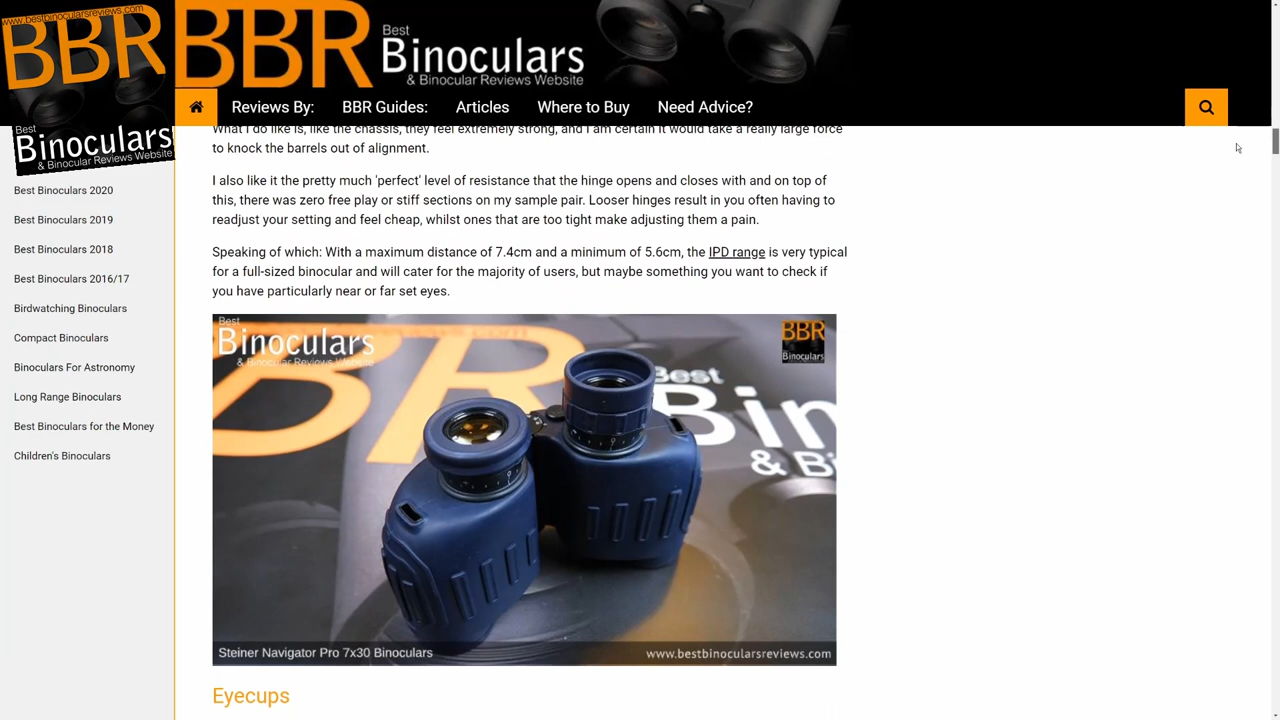 www.bestbinocularsreviews.com
BBR
Best
Binoculars
& Binocular Reviews Website
BBR
Best
Binoculars
& Binocular Reviews Website
Reviews By:
BBR Guides:
Articles
Where to Buy
Need Advice?
Best Binoculars 2020
Best Binoculars 2019
Best Binoculars 2018
Best Binoculars 2016/17
Birdwatching Binoculars
Compact Binoculars
Binoculars For Astronomy
Long Range Binoculars
Best Binoculars for the Money
Children's Binoculars
What I do like is, like the chassis, they feel extremely strong, and I am certain it would take a really large force
to knock the barrels out of alignment.
I also like it the pretty much 'perfect' level of resistance that the hinge opens and closes with and on top of
this, there was zero free play or stiff sections on my sample pair. Looser hinges result in you often having to
readjust your setting and feel cheap, whilst ones that are too tight make adjusting them a pain.
Speaking of which: With a maximum distance of 7.4cm and a minimum of 5.6cm, the IPD range is very typical
for a full-sized binocular and will cater for the majority of users, but maybe something you want to check if
you have particularly near or far set eyes.
Best
Binoculars
& Binocular Reviews Website
BBR
Binoculars
BR
Best
Bin
& Bi
Steiner Navigator Pro 7x30 Binoculars
www.bestbinocularsreviews.com
Eyecups